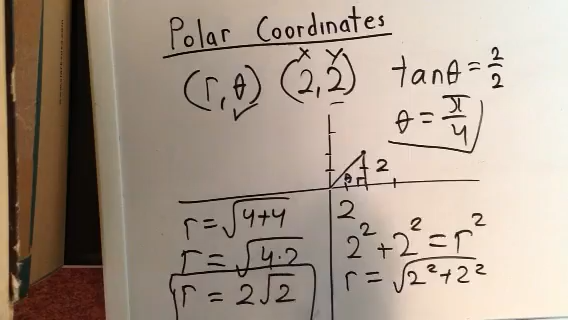 Polar Coordinates
(r, θ) (2, 2)
x y
tanθ = 2/2
θ = π/4
θ
2
2
2² + 2² = r²
r = √2² + 2²
r = √4+4
r = √4·2
r = 2√2